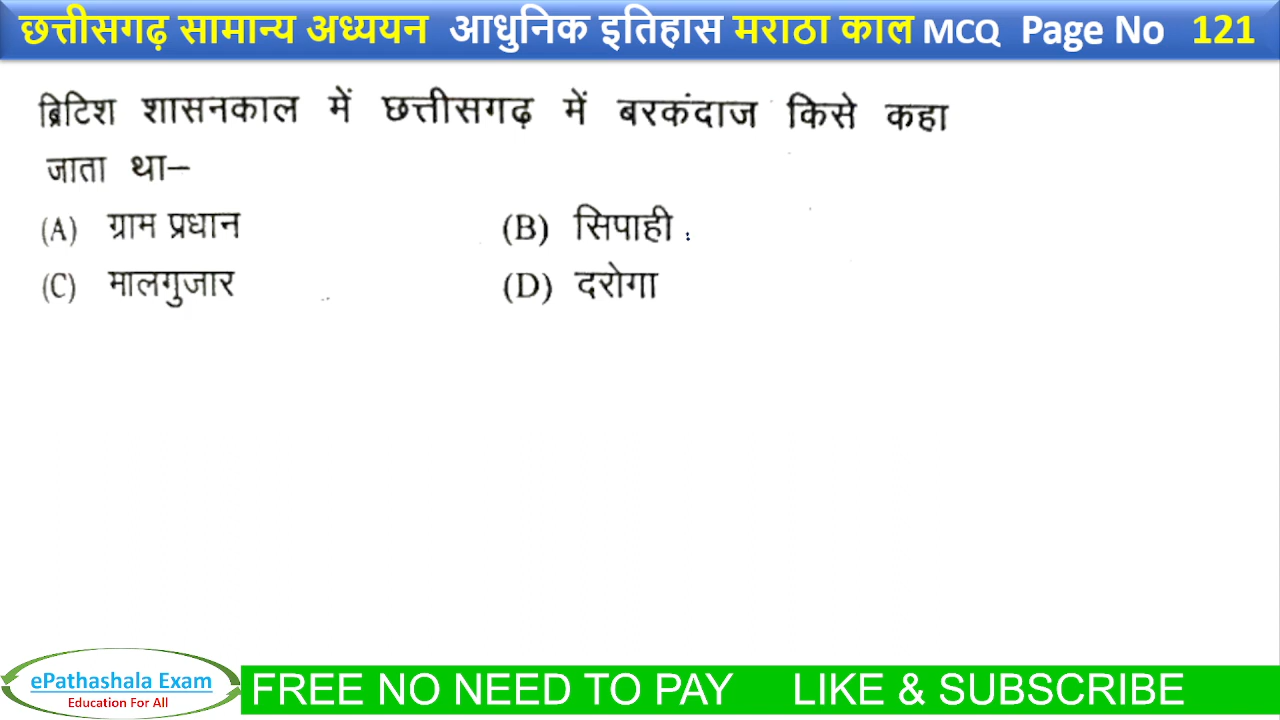 छत्तीसगढ़ सामान्य अध्ययन आधुनिक इतिहास मराठा काल MCQ Page No 121
ब्रिटिश शासनकाल में छत्तीसगढ़ में बरकंदाज किसे कहा
जाता था–
(A) ग्राम प्रधान (B) सिपाही
(C) मालगुजार (D) दरोगा
ePathashala Exam
Education For All
FREE NO NEED TO PAY LIKE & SUBSCRIBE